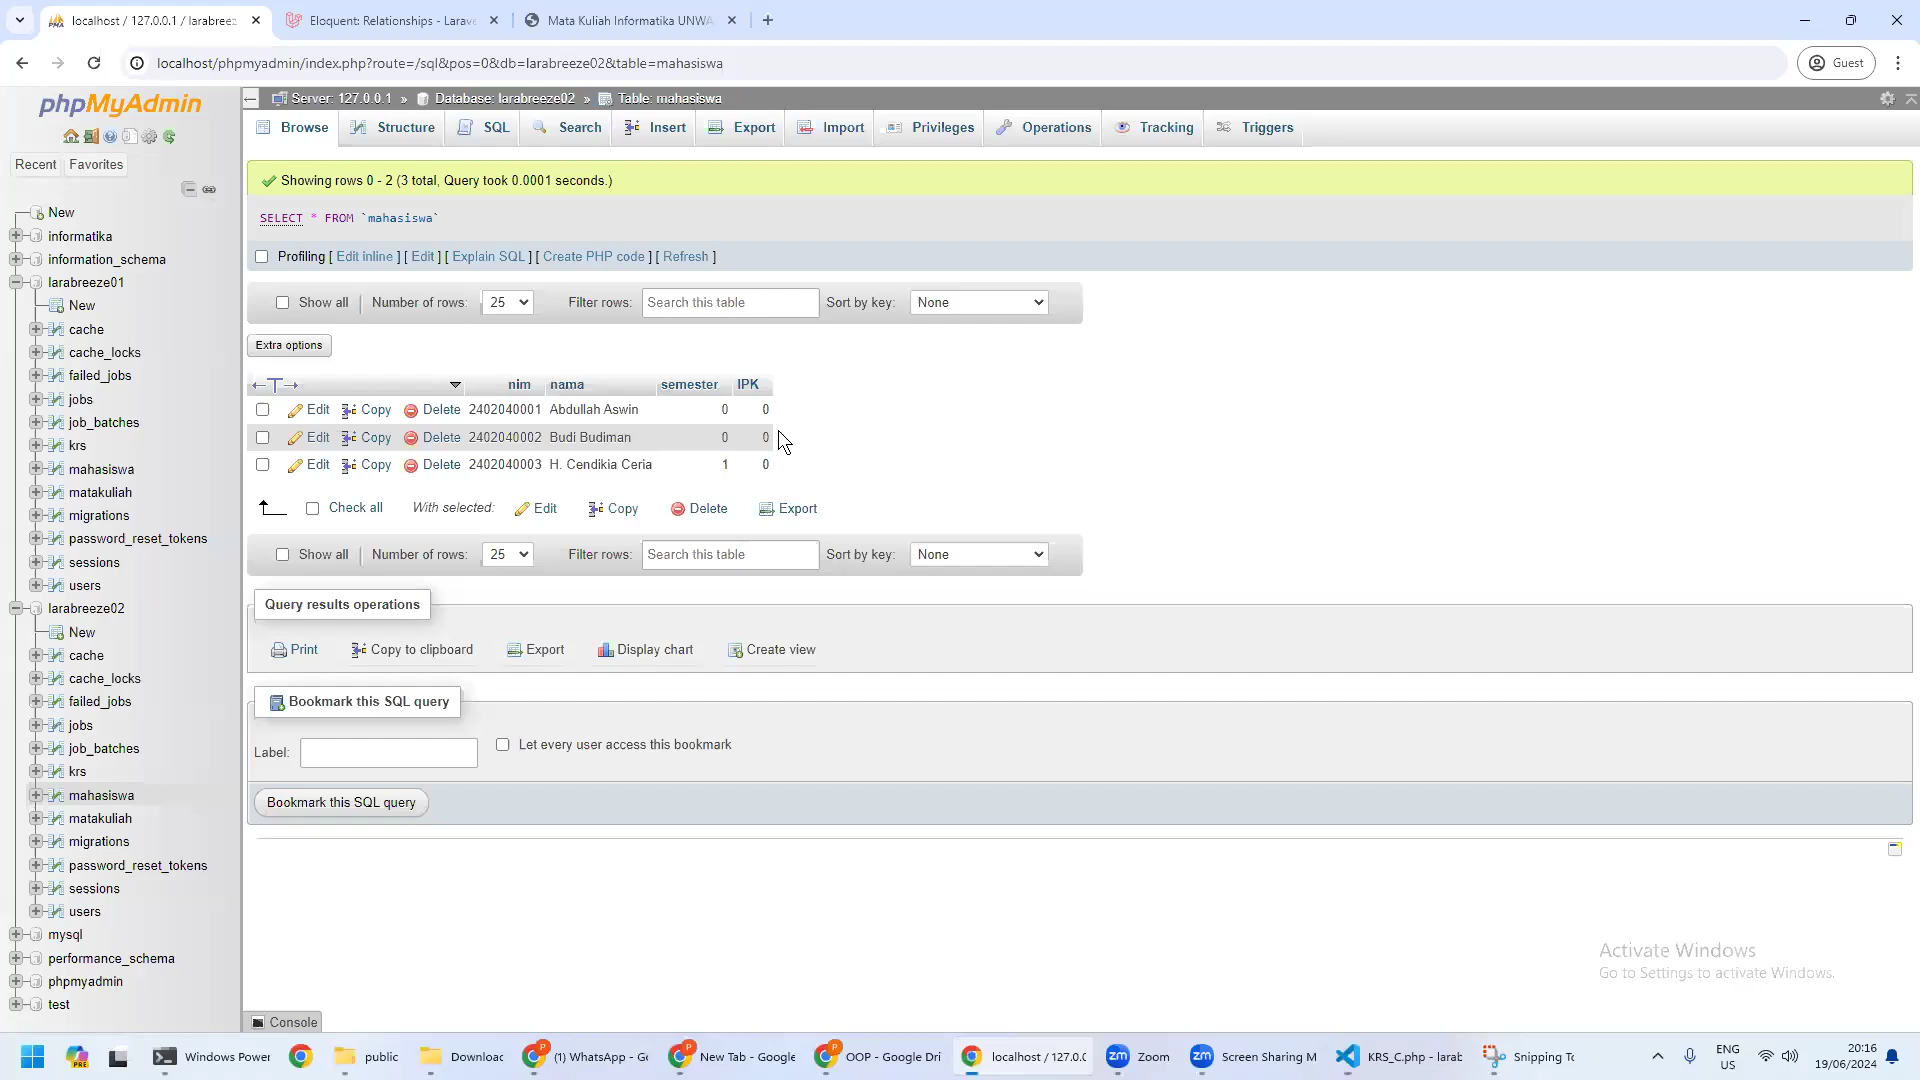 localhost / 127.0.0.1 / larabreez
Eloquent: Relationships - Larave
Mata Kuliah Informatika UNWA
localhost/phpmyadmin/index.php?route=/sql&pos=0&db=larabreeze02&table=mahasiswa
Guest
phpMyAdmin
Recent
Favorites
New
informatika
information_schema
larabreeze01
New
cache
cache_locks
failed_jobs
jobs
job_batches
krs
mahasiswa
matakuliah
migrations
password_reset_tokens
sessions
users
larabreeze02
New
cache
cache_locks
failed_jobs
jobs
job_batches
krs
mahasiswa
matakuliah
migrations
password_reset_tokens
sessions
users
mysql
performance_schema
phpmyadmin
test
Server: 127.0.0.1 » Database: larabreeze02 » Table: mahasiswa
Browse Structure SQL Search Insert Export Import Privileges Operations Tracking Triggers
Showing rows 0 - 2 (3 total, Query took 0.0001 seconds.)
SELECT * FROM `mahasiswa`
Profiling [ Edit inline ] [ Edit ] [ Explain SQL ] [ Create PHP code ] [ Refresh ]
Show all Number of rows: 25 Filter rows: Search this table Sort by key: None
Extra options
nim nama semester IPK
Edit Copy Delete 2402040001 Abdullah Aswin 0 0
Edit Copy Delete 2402040002 Budi Budiman 0 0
Edit Copy Delete 2402040003 H. Cendikia Ceria 1 0
Check all With selected: Edit Copy Delete Export
Show all Number of rows: 25 Filter rows: Search this table Sort by key: None
Query results operations
Print Copy to clipboard Export Display chart Create view
Bookmark this SQL query
Label: Let every user access this bookmark
Bookmark this SQL query
Activate Windows
Go to Settings to activate Windows.
Console
Windows Power
public
Downloac
(1) WhatsApp - Go
New Tab - Google
OOP - Google Dri
localhost / 127.0.0
Zoom
Screen Sharing M
KRS_C.php - larab
Snipping To
ENG
US
20:16
19/06/2024